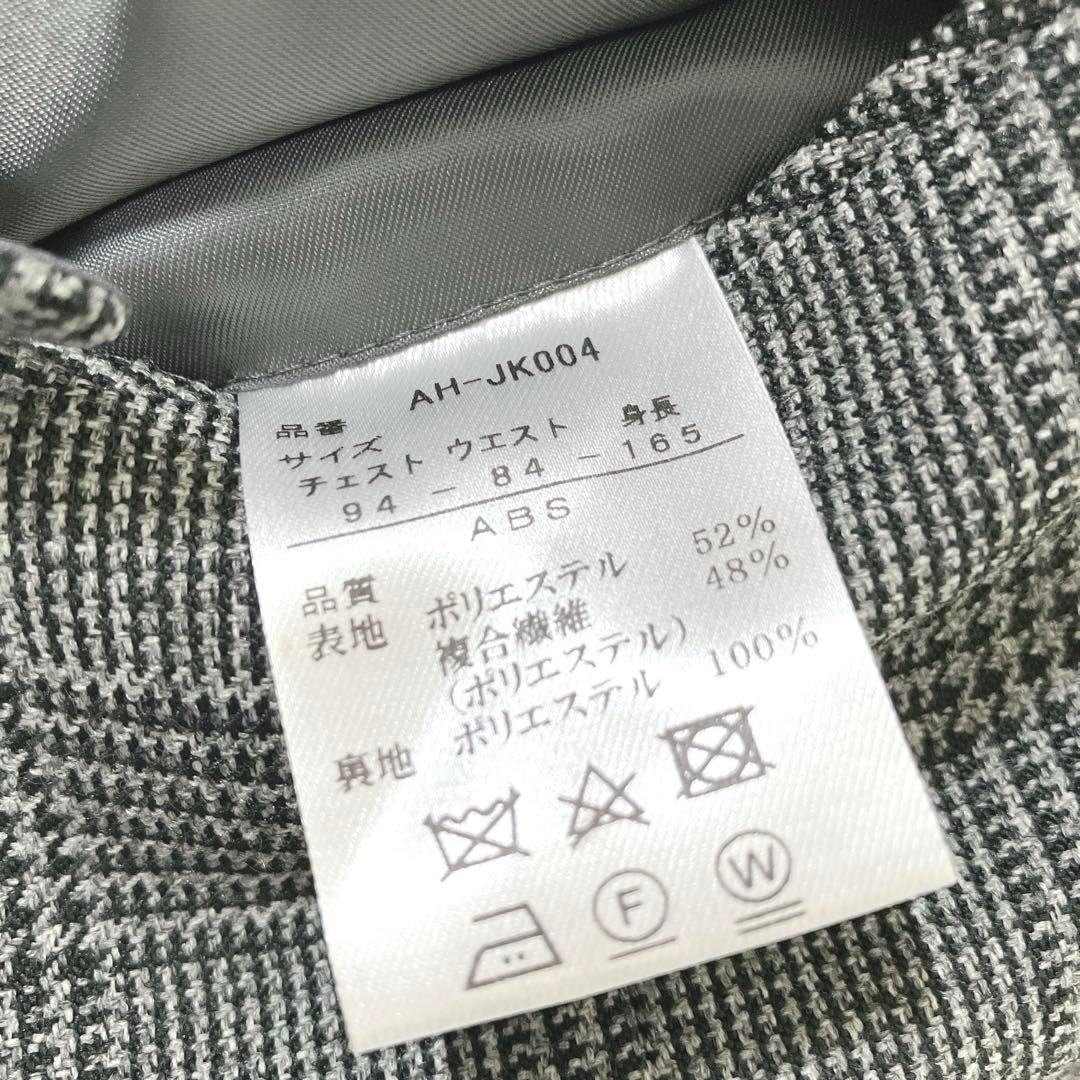 品番 AH-JK004
サイズ
チェスト ウエスト 身長
94 - 84 - 165
ABS
品質
表地 ポリエステル 52%
複合繊維 48%
(ポリエステル)
裏地 ポリエステル 100%
F W